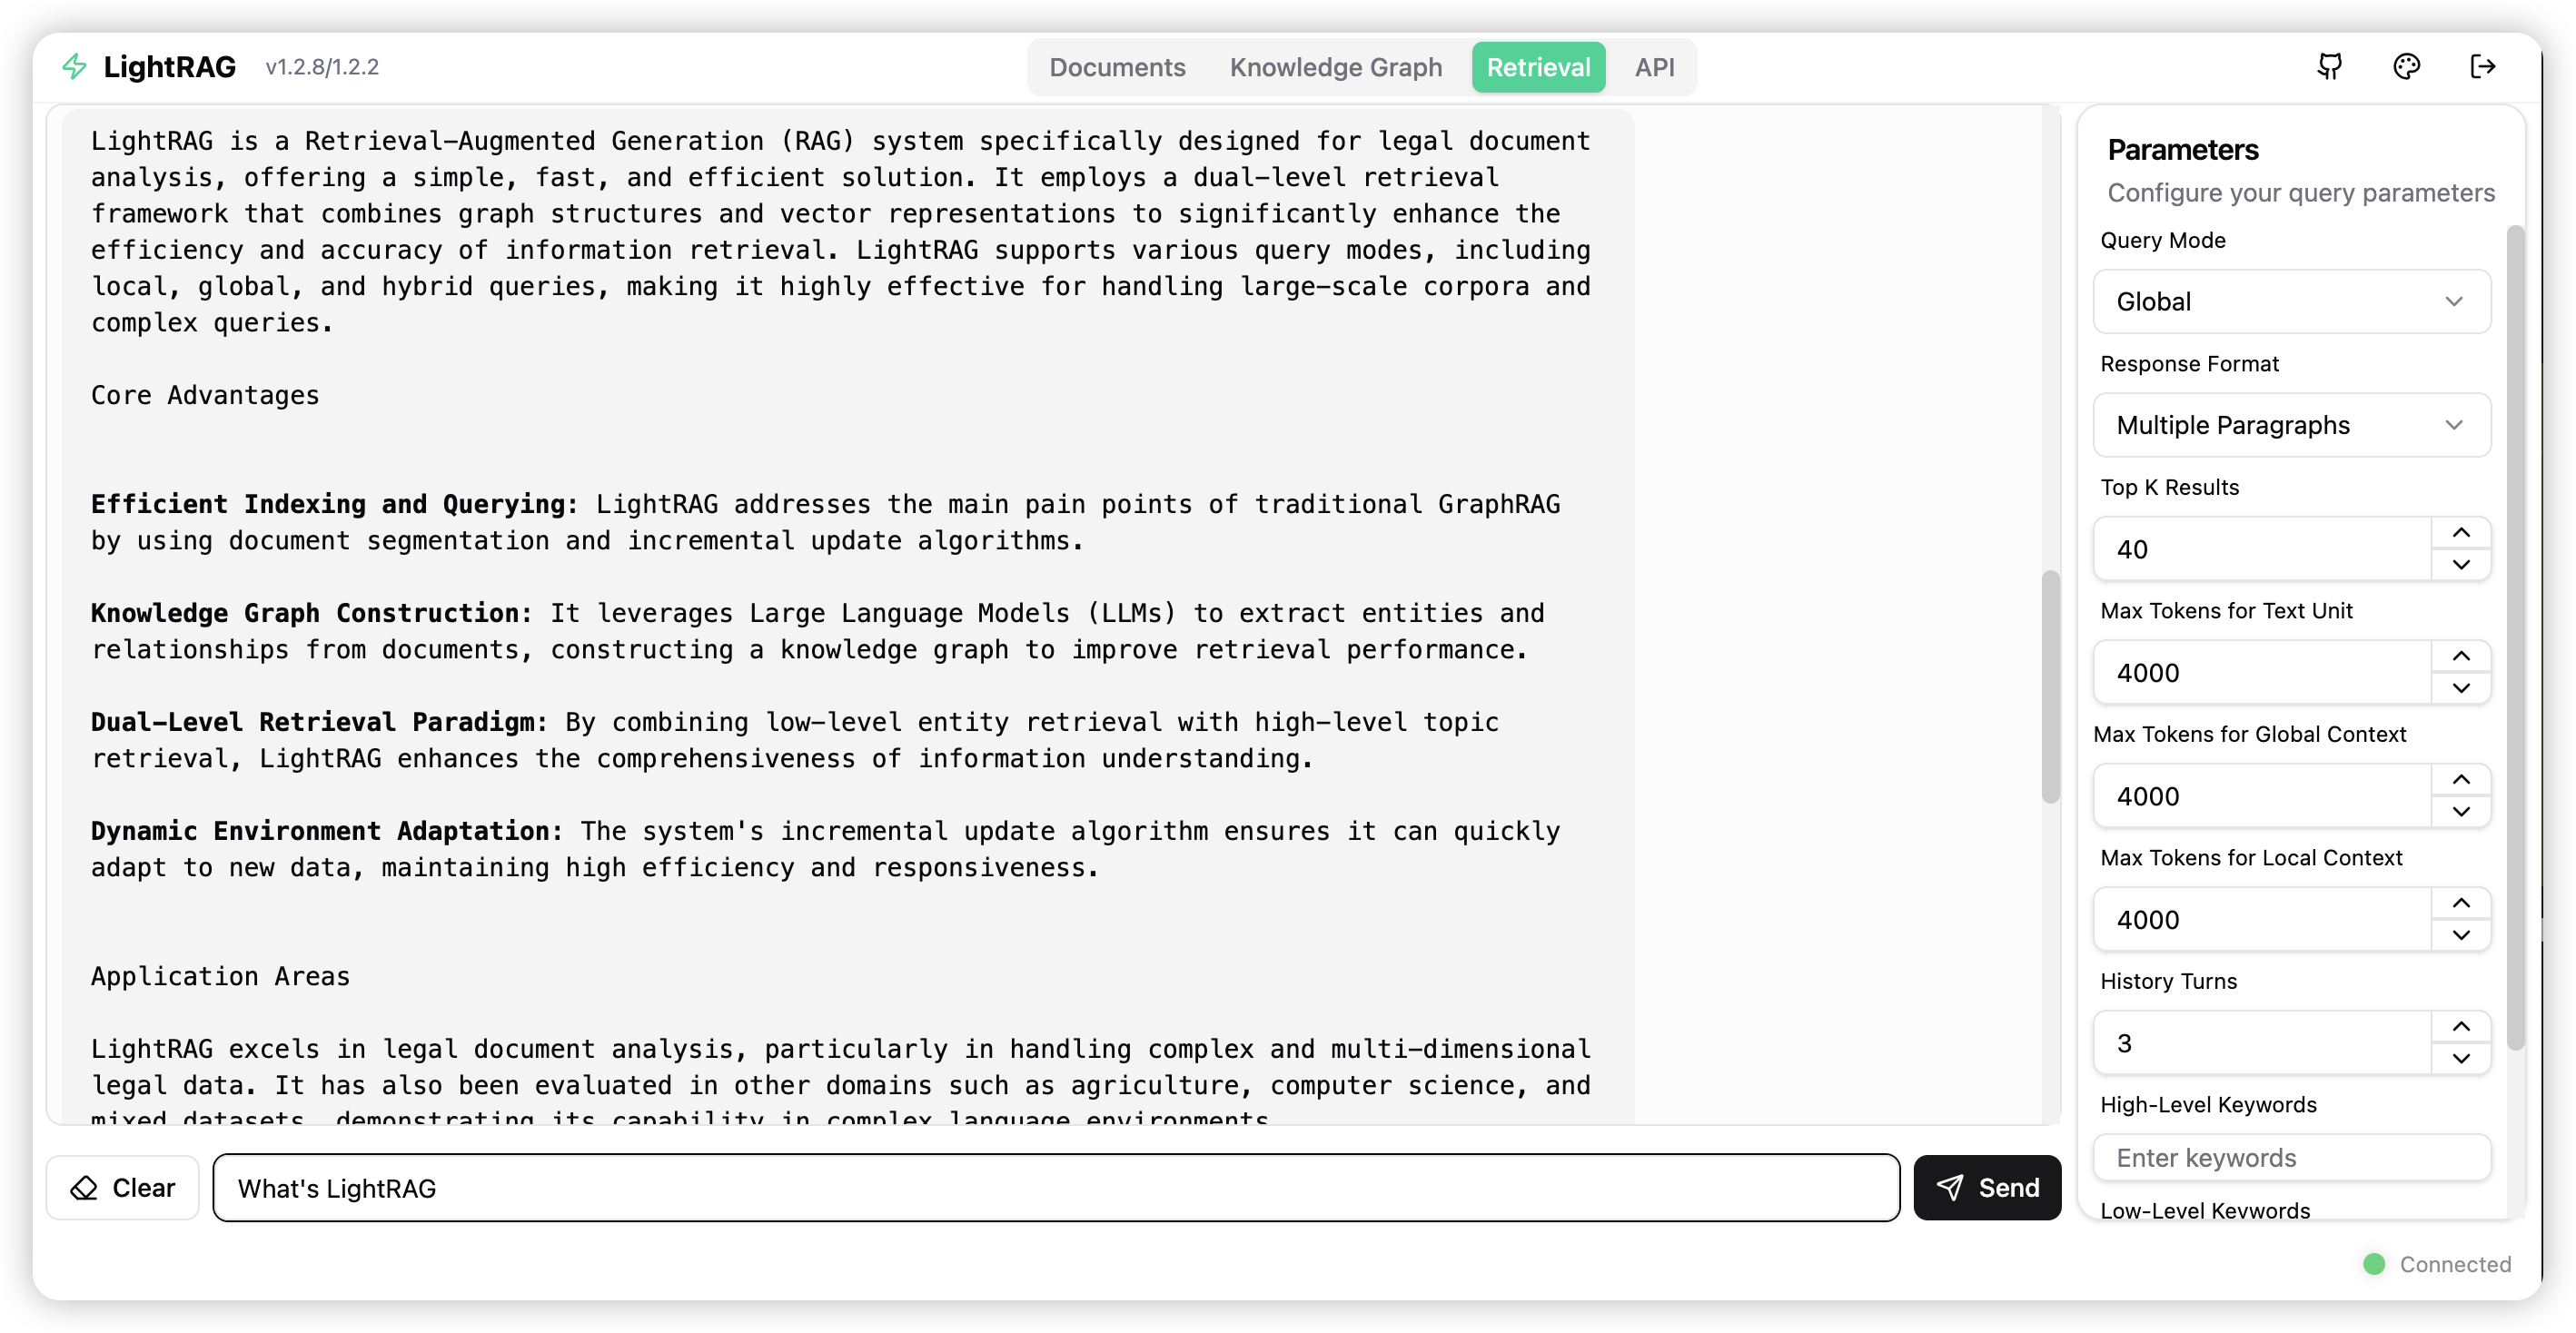 LightRAG v1.2.8/1.2.2
Documents Knowledge Graph Retrieval API
LightRAG is a Retrieval-Augmented Generation (RAG) system specifically designed for legal document
analysis, offering a simple, fast, and efficient solution. It employs a dual-level retrieval
framework that combines graph structures and vector representations to significantly enhance the
efficiency and accuracy of information retrieval. LightRAG supports various query modes, including
local, global, and hybrid queries, making it highly effective for handling large-scale corpora and
complex queries.
Core Advantages
Efficient Indexing and Querying: LightRAG addresses the main pain points of traditional GraphRAG
by using document segmentation and incremental update algorithms.
Knowledge Graph Construction: It leverages Large Language Models (LLMs) to extract entities and
relationships from documents, constructing a knowledge graph to improve retrieval performance.
Dual-Level Retrieval Paradigm: By combining low-level entity retrieval with high-level topic
retrieval, LightRAG enhances the comprehensiveness of information understanding.
Dynamic Environment Adaptation: The system's incremental update algorithm ensures it can quickly
adapt to new data, maintaining high efficiency and responsiveness.
Application Areas
LightRAG excels in legal document analysis, particularly in handling complex and multi-dimensional
legal data. It has also been evaluated in other domains such as agriculture, computer science, and
mixed datasets, demonstrating its capability in complex language environments.
Clear
What's LightRAG
Send
Parameters
Configure your query parameters
Query Mode
Global
Response Format
Multiple Paragraphs
Top K Results
40
Max Tokens for Text Unit
4000
Max Tokens for Global Context
4000
Max Tokens for Local Context
4000
History Turns
3
High-Level Keywords
Enter keywords
Low-Level Keywords
Connected